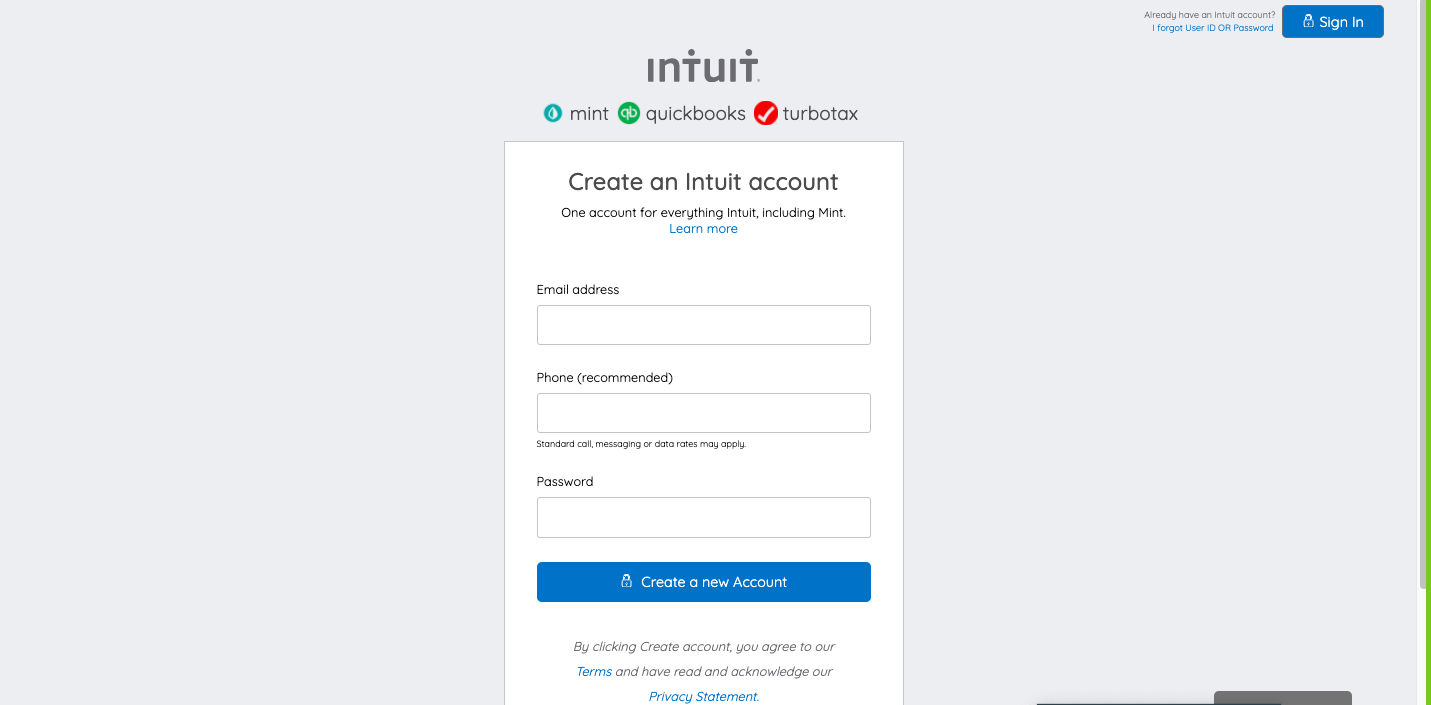 Already have an Intuit account?
I forgot User ID OR Password
Sign In
ıntuıt.
mint quickbooks turbotax
Create an Intuit account
One account for everything Intuit, including Mint.
Learn more
Email address
Phone (recommended)
Standard call, messaging or data rates may apply.
Password
Create a new Account
By clicking Create account, you agree to our
Terms and have read and acknowledge our
Privacy Statement.